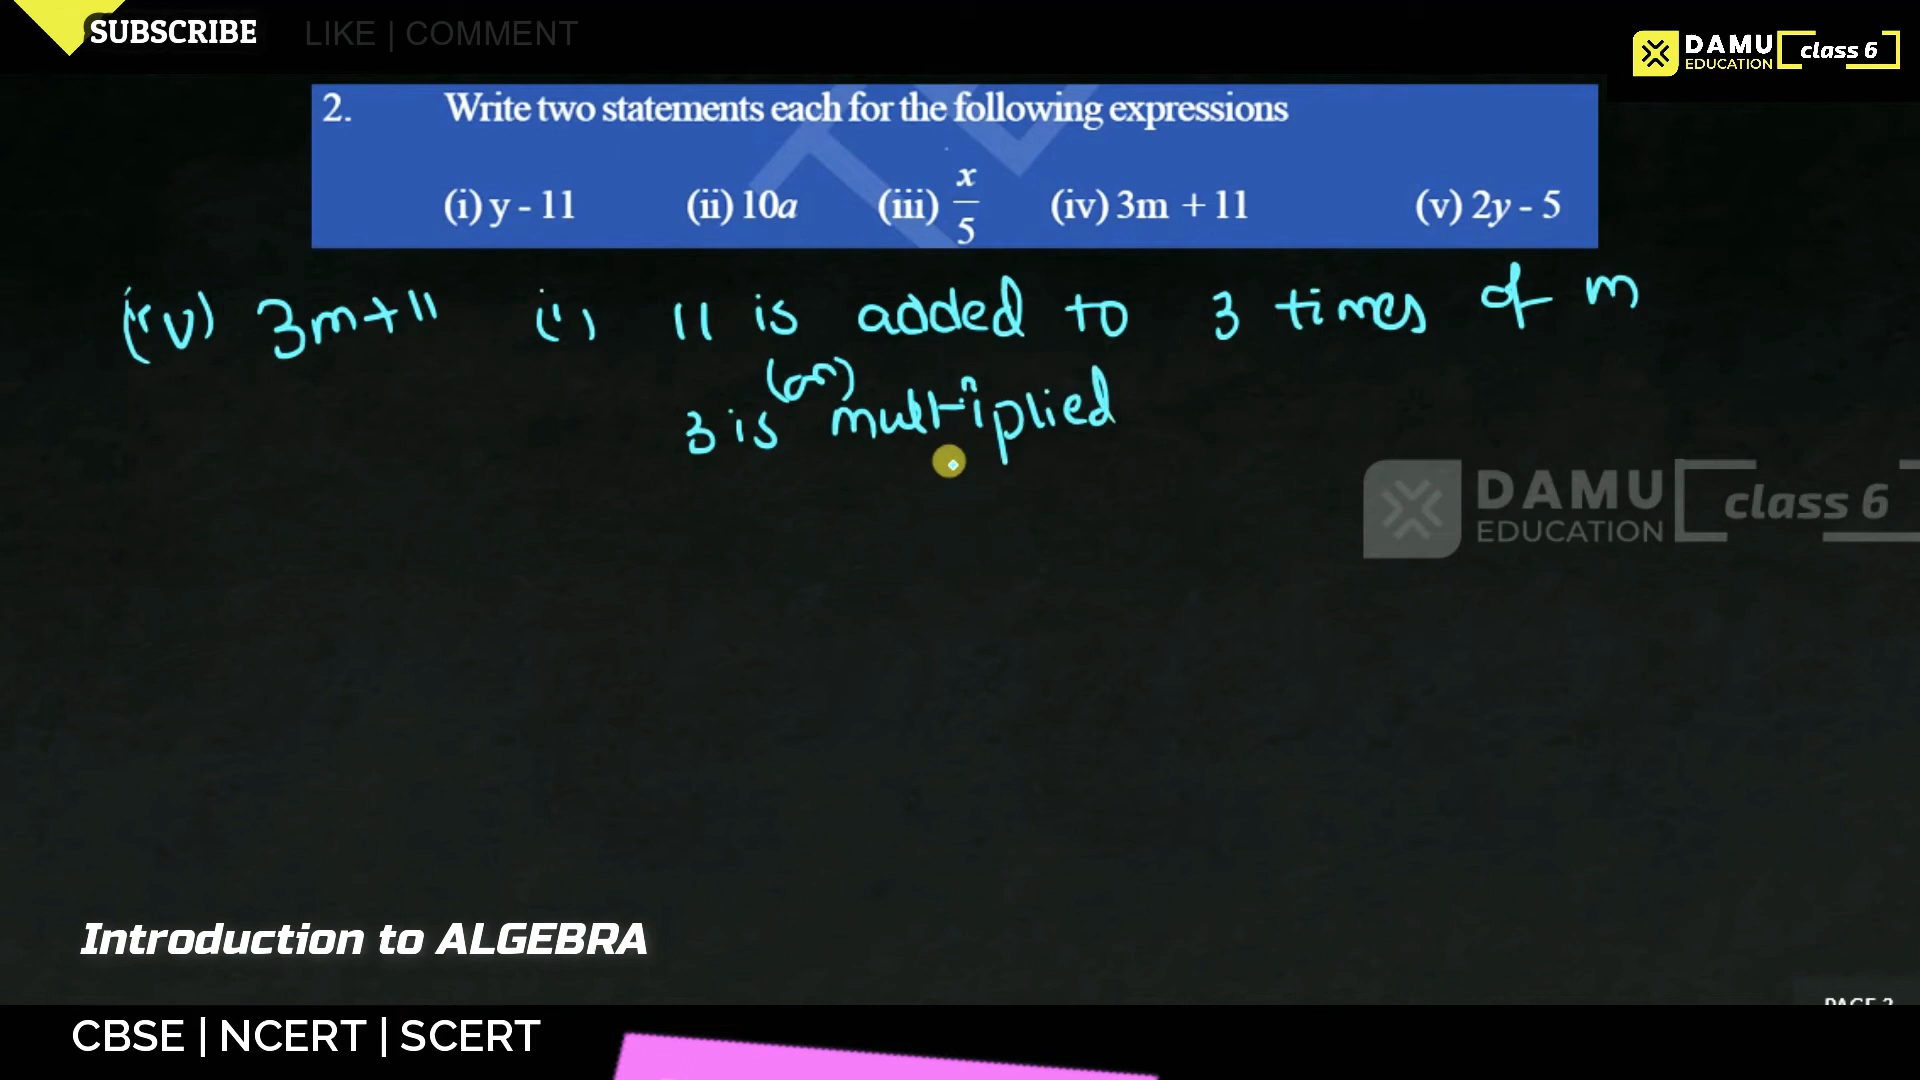 SUBSCRIBE LIKE | COMMENT
DAMU EDUCATION class 6
2. Write two statements each for the following expressions
(i) y - 11 (ii) 10a (iii) x/5 (iv) 3m + 11 (v) 2y - 5
(iv) 3m+11 (i) 11 is added to 3 times of m
(or)
3 is multiplied
DAMU EDUCATION class 6
Introduction to ALGEBRA
CBSE | NCERT | SCERT